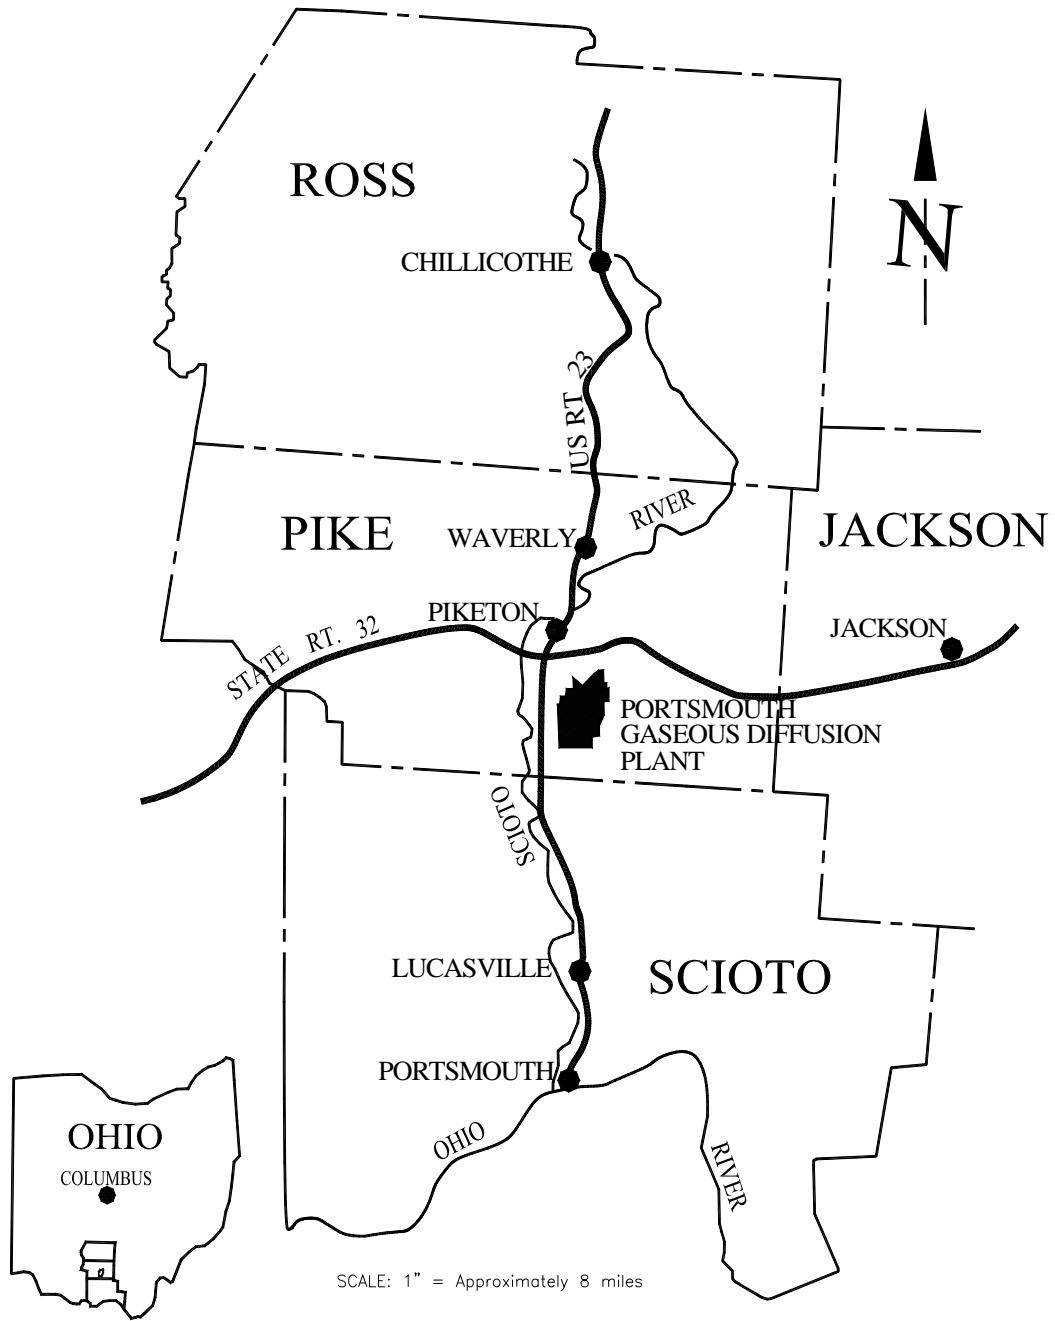 ROSS
N
CHILLICOTHE
US RT 23
RIVER
PIKE
JACKSON
WAVERLY
PIKETON
STATE RT. 32
JACKSON
PORTSMOUTH
GASEOUS DIFFUSION
PLANT
SCIOTO
LUCASVILLE
SCIOTO
PORTSMOUTH
OHIO
RIVER
OHIO
COLUMBUS
SCALE: 1" = Approximately 8 miles